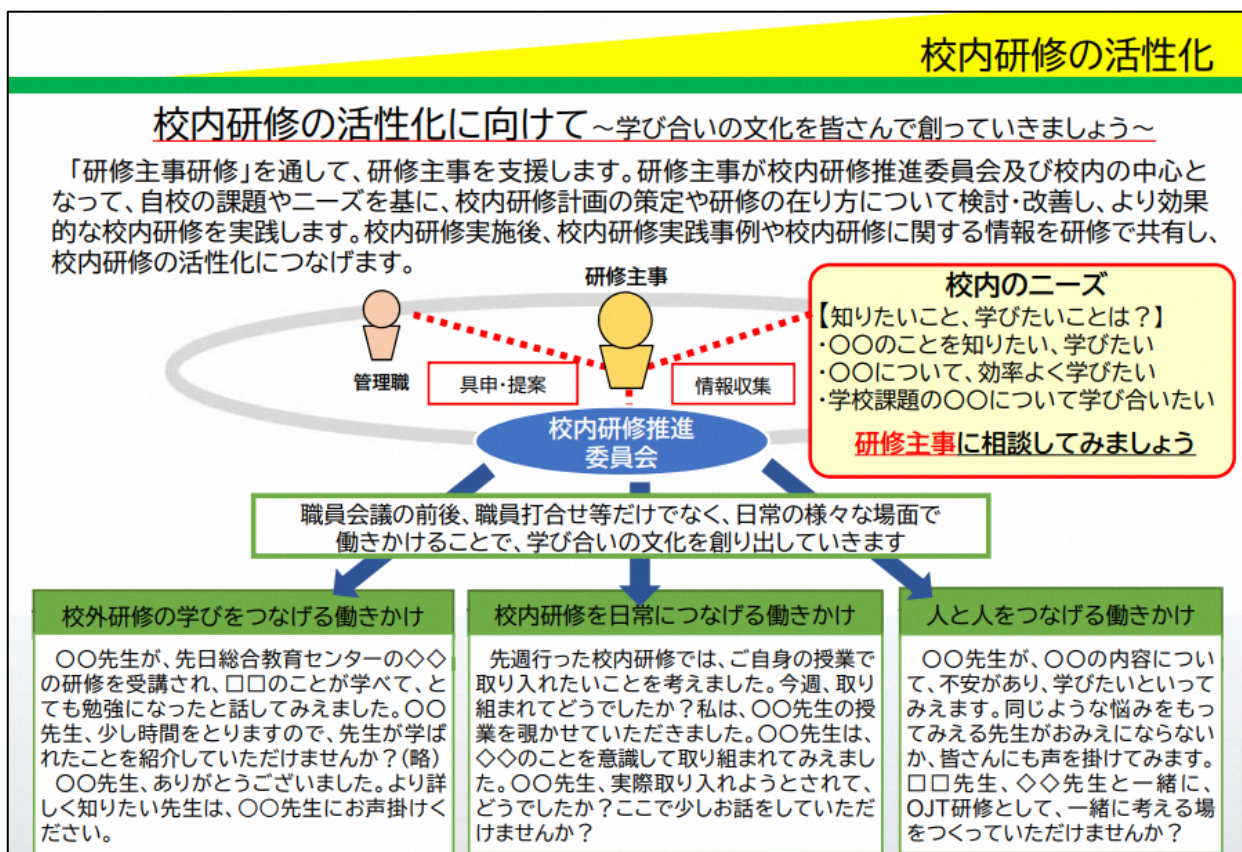 校内研修の活性化
校内研修の活性化に向けて~学び合いの文化を皆さんで創っていきましょう~
「研修主事研修」を通して、研修主事を支援します。研修主事が校内研修推進委員会及び校内の中心と
なって、自校の課題やニーズを基に、校内研修計画の策定や研修の在り方について検討・改善し、より効果
的な校内研修を実践します。校内研修実施後、校内研修実践事例や校内研修に関する情報を研修で共有し、
校内研修の活性化につなげます。
研修主事
管理職
具申・提案
情報収集
校内のニーズ
【知りたいこと、学びたいことは?】
・〇〇のことを知りたい、学びたい
・〇〇について、効率よく学びたい
・学校課題の〇〇について学び合いたい
研修主事に相談してみましょう
校内研修推進
委員会
職員会議の前後、職員打合せ等だけでなく、日常の様々な場面で
働きかけることで、学び合いの文化を創り出していきます
校外研修の学びをつなげる働きかけ
〇〇先生が、先日総合教育センターの◇◇
の研修を受講され、□□のことが学べて、と
ても勉強になったと話してみえました。〇〇
先生、少し時間をとりますので、先生が学ば
れたことを紹介していただけませんか?(略)
〇〇先生、ありがとうございました。より詳
しく知りたい先生は、〇〇先生にお声掛けく
ださい。
校内研修を日常につなげる働きかけ
先週行った校内研修では、ご自身の授業で
取り入れたいことを考えました。今週、取り
組まれてどうでしたか?私は、〇〇先生の授
業を覗かせていただきました。〇〇先生は、
◇◇のことを意識して取り組まれてみえまし
た。〇〇先生、実際取り入れようとされて、
どうでしたか?ここで少しお話をしていただ
けませんか?
人と人をつなげる働きかけ
〇〇先生が、〇〇の内容につい
て、不安があり、学びたいといって
みえます。同じような悩みをもっ
てみえる先生がおみえにならない
か、皆さんにも声を掛けてみます。
□□先生、◇◇先生と一緒に、
OJT研修として、一緒に考える場
をつくっていただけませんか?